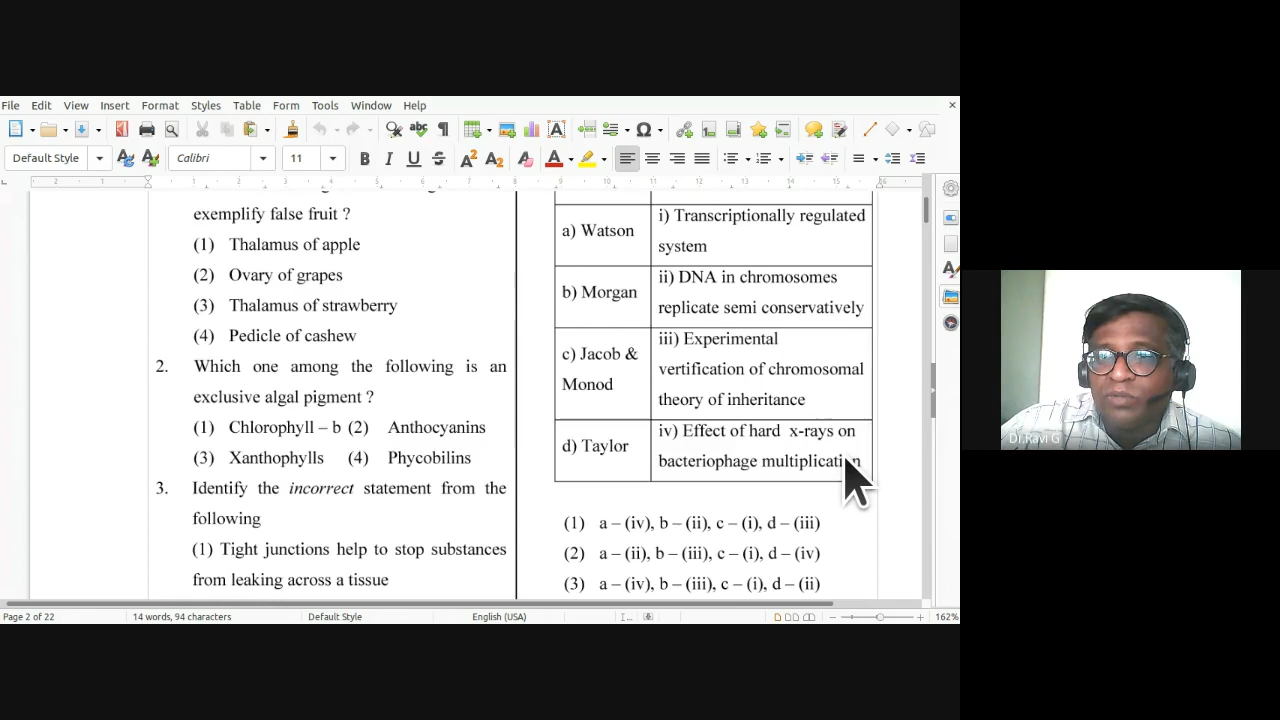 File Edit View Insert Format Styles Table Form Tools Window Help
Default Style Calibri 11
exemplify false fruit ?
(1) Thalamus of apple
(2) Ovary of grapes
(3) Thalamus of strawberry
(4) Pedicle of cashew
2. Which one among the following is an
exclusive algal pigment ?
(1) Chlorophyll – b (2) Anthocyanins
(3) Xanthophylls (4) Phycobilins
3. Identify the incorrect statement from the
following
(1) Tight junctions help to stop substances
from leaking across a tissue
a) Watson
i) Transcriptionally regulated
system
b) Morgan
ii) DNA in chromosomes
replicate semi conservatively
c) Jacob &
Monod
iii) Experimental
vertification of chromosomal
theory of inheritance
d) Taylor
iv) Effect of hard x-rays on
bacteriophage multiplication
(1) a – (iv), b – (ii), c – (i), d – (iii)
(2) a – (ii), b – (iii), c – (i), d – (iv)
(3) a – (iv), b – (iii), c – (i), d – (ii)
Page 2 of 22 14 words, 94 characters Default Style English (USA) 162%
Dr.Ravi G